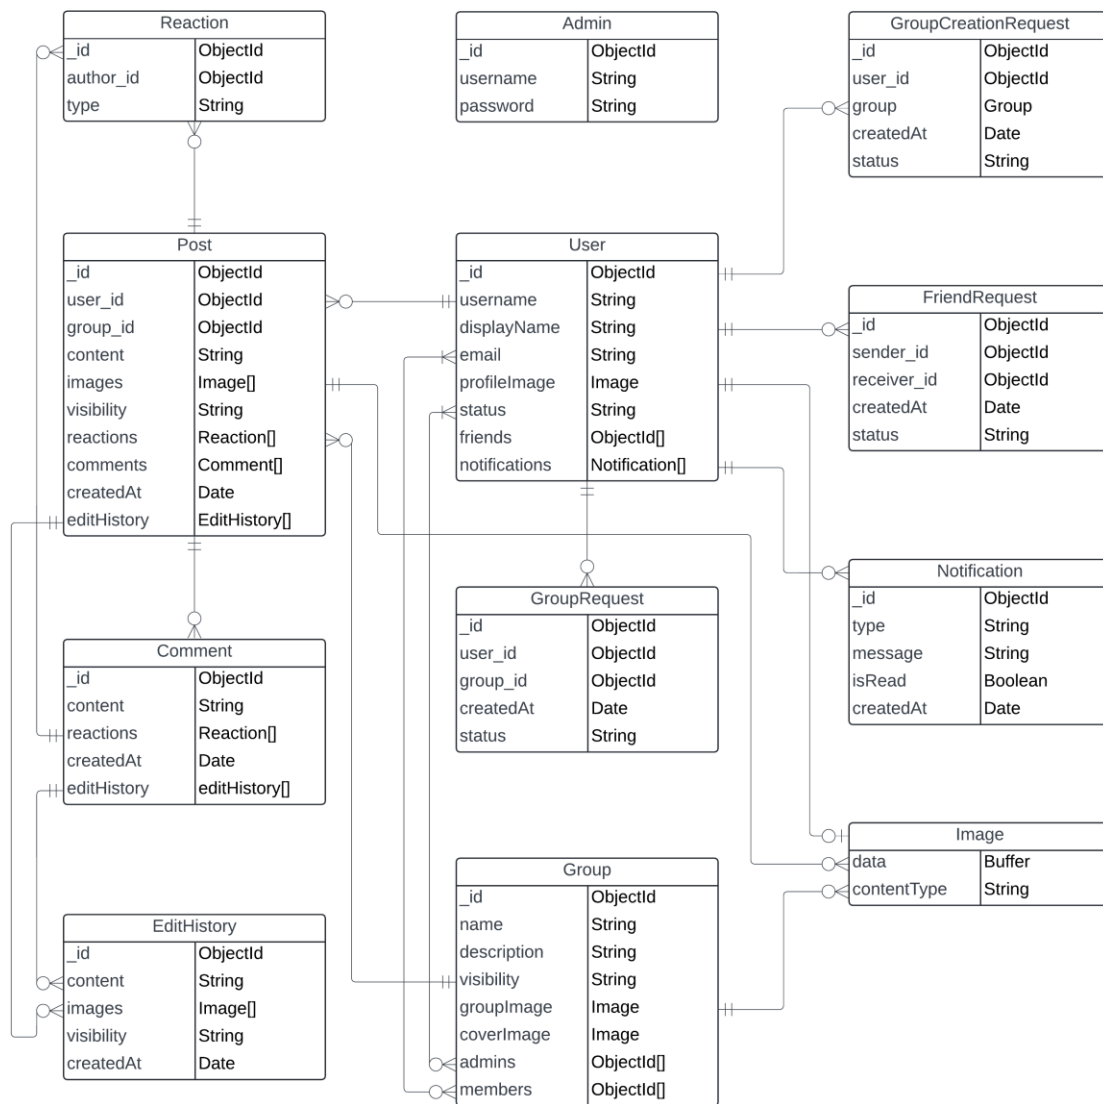 Reaction
_id ObjectId
author_id ObjectId
type String
Admin
_id ObjectId
username String
password String
GroupCreationRequest
_id ObjectId
user_id ObjectId
group Group
createdAt Date
status String
Post
_id ObjectId
user_id ObjectId
group_id ObjectId
content String
images Image[]
visibility String
reactions Reaction[]
comments Comment[]
createdAt Date
editHistory EditHistory[]
User
_id ObjectId
username String
displayName String
email String
profileImage Image
status String
friends ObjectId[]
notifications Notification[]
FriendRequest
_id ObjectId
sender_id ObjectId
receiver_id ObjectId
createdAt Date
status String
Comment
_id ObjectId
content String
reactions Reaction[]
createdAt Date
editHistory editHistory[]
GroupRequest
_id ObjectId
user_id ObjectId
group_id ObjectId
createdAt Date
status String
Notification
_id ObjectId
type String
message String
isRead Boolean
createdAt Date
Image
data Buffer
contentType String
EditHistory
_id ObjectId
content String
images Image[]
visibility String
createdAt Date
Group
_id ObjectId
name String
description String
visibility String
groupImage Image
coverImage Image
admins ObjectId[]
members ObjectId[]